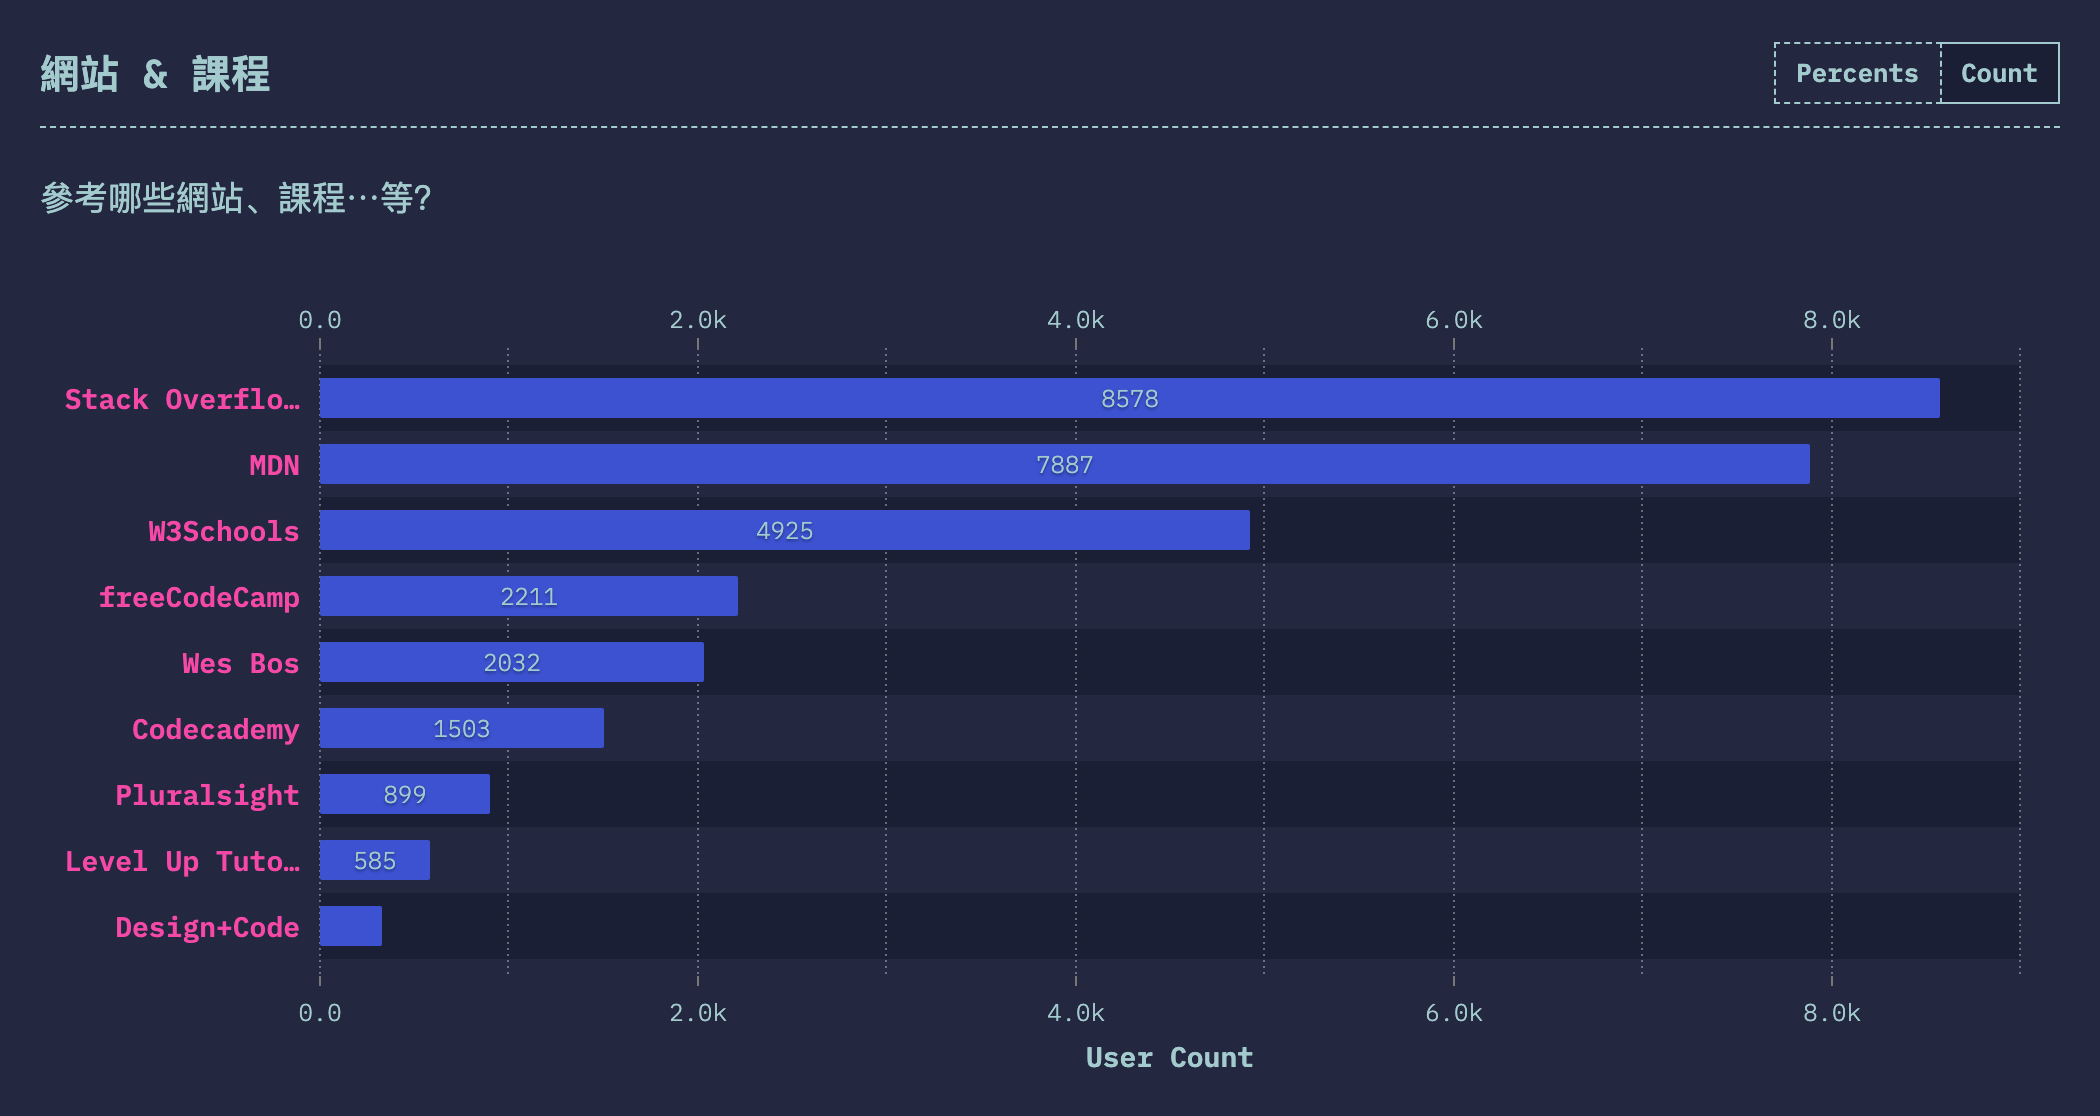 網站 & 課程
Percents Count
參考哪些網站、課程…等?
0.0 2.0k 4.0k 6.0k 8.0k
Stack Overflo… 8578
MDN 7887
W3Schools 4925
freeCodeCamp 2211
Wes Bos 2032
Codecademy 1503
Pluralsight 899
Level Up Tuto… 585
Design+Code
0.0 2.0k 4.0k 6.0k 8.0k
User Count